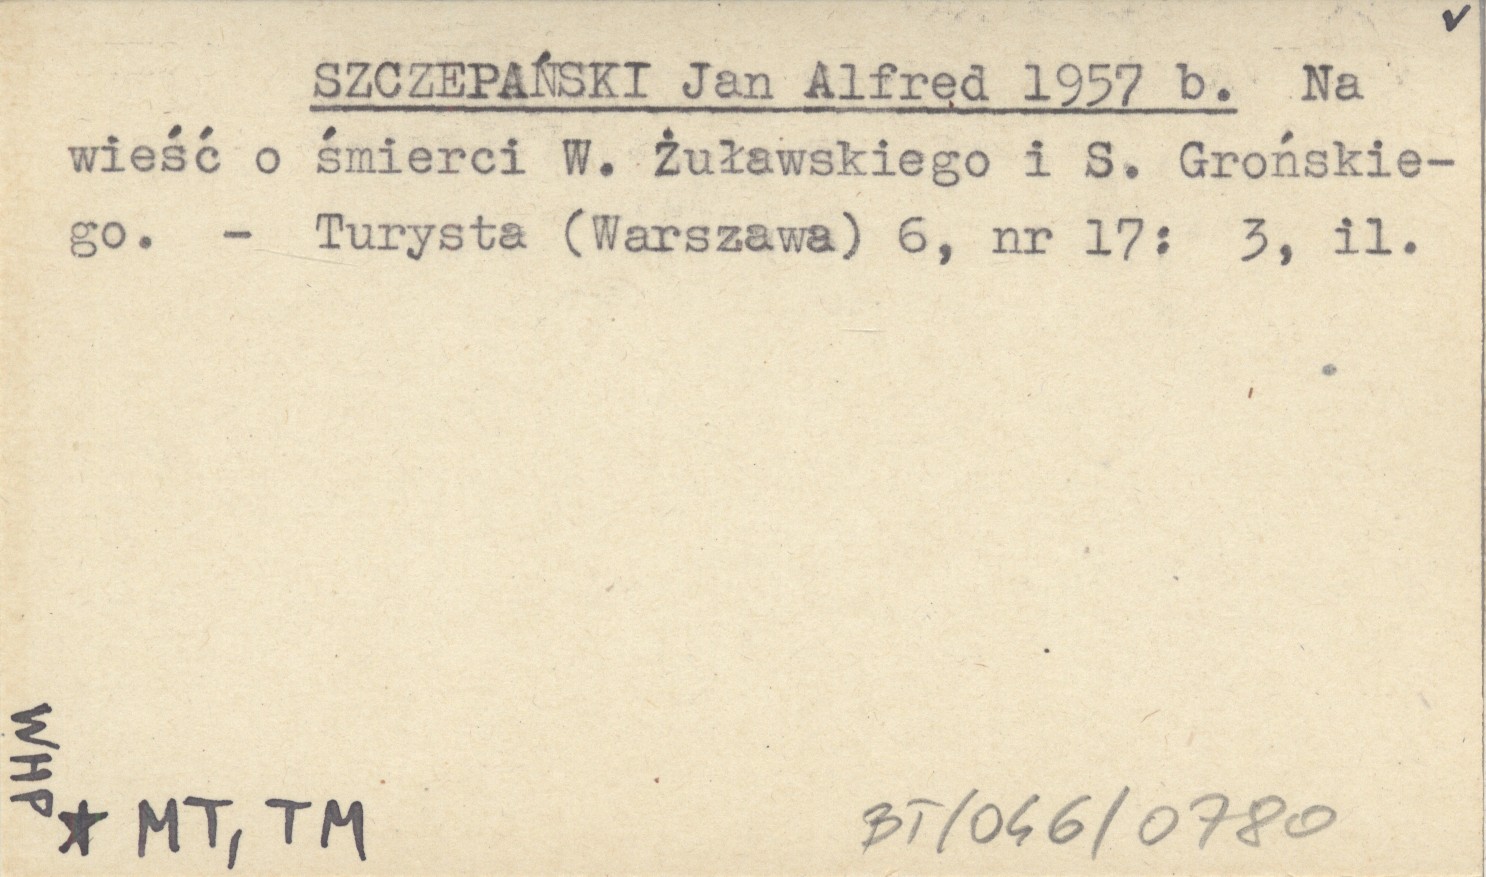 ✓
SZCZEPAŃSKI Jan Alfred 1957 b. Na
wieść o śmierci W. Żuławskiego i S. Grońskie-
go. - Turysta (Warszawa) 6, nr 17: 3, il.
WHP
★ MT, TM
BT/046/0780